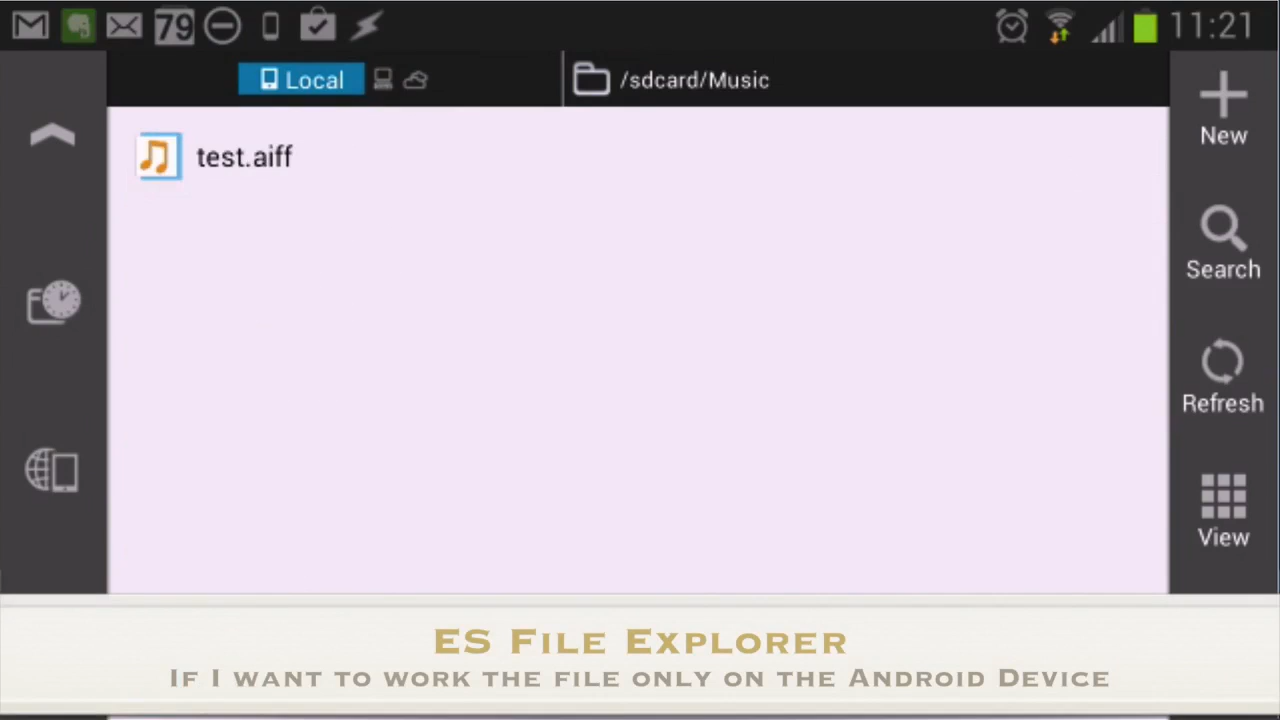 79
11:21
Local
/sdcard/Music
New
test.aiff
Search
Refresh
View
ES File Explorer
If I want to work the file only on the Android Device